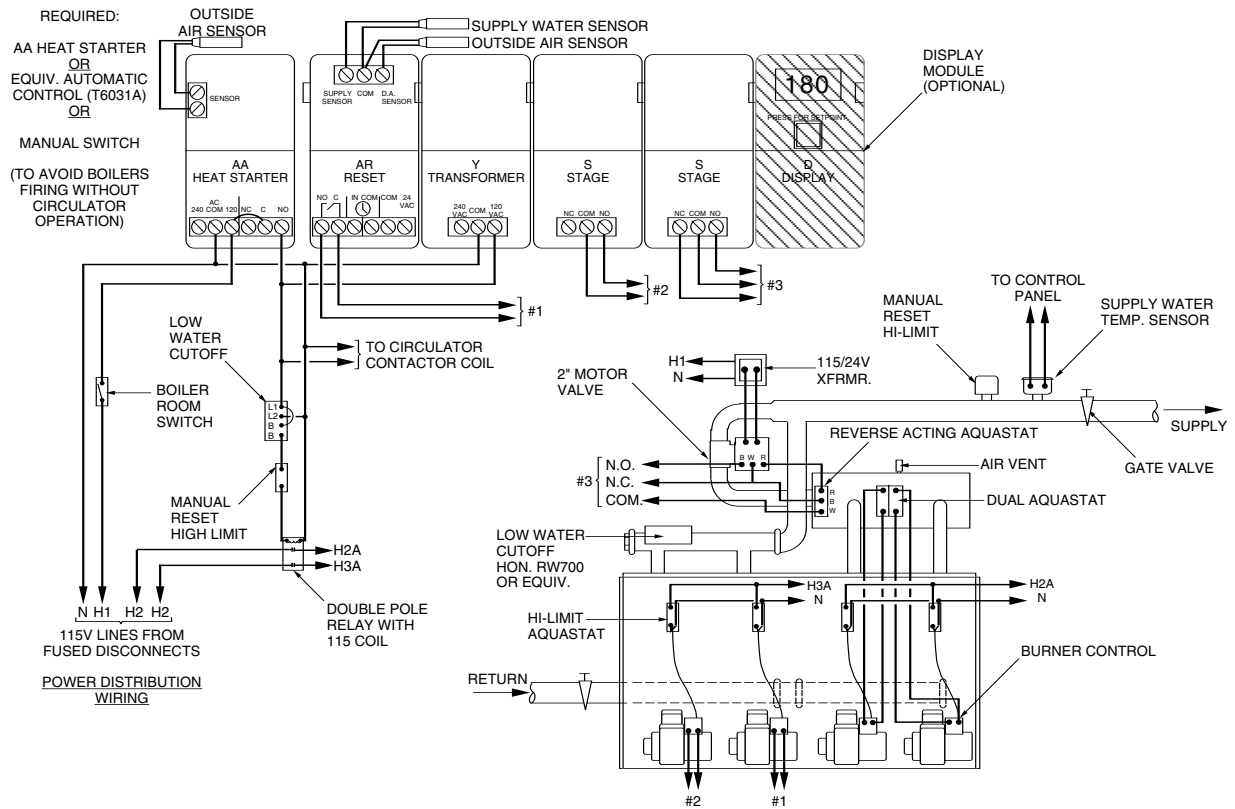 REQUIRED:
AA HEAT STARTER
OR
EQUIV. AUTOMATIC
CONTROL (T6031A)
OR
MANUAL SWITCH
(TO AVOID BOILERS
FIRING WITHOUT
CIRCULATOR
OPERATION)
OUTSIDE
AIR SENSOR
SENSOR
AA
HEAT STARTER
240 AC COM 120 NC C NO
SUPPLY WATER SENSOR
OUTSIDE AIR SENSOR
SUPPLY SENSOR COM O.A. SENSOR
AR
RESET
NO C IN COM COM 24 VAC
Y
TRANSFORMER
240 VAC COM 120 VAC
S
STAGE
NC COM NO
S
STAGE
NC COM NO
180
PRESS FOR SETPOINT
D
DISPLAY
DISPLAY
MODULE
(OPTIONAL)
#1
#2
#3
TO CIRCULATOR
CONTACTOR COIL
LOW
WATER
CUTOFF
L1
L2
B
B
BOILER
ROOM
SWITCH
MANUAL
RESET
HIGH LIMIT
H2A
H3A
DOUBLE POLE
RELAY WITH
115 COIL
N H1 H2 H2
115V LINES FROM
FUSED DISCONNECTS
POWER DISTRIBUTION
WIRING
TO CONTROL
PANEL
MANUAL
RESET
HI-LIMIT
SUPPLY WATER
TEMP. SENSOR
H1
N
115/24V
XFRMR.
2" MOTOR
VALVE
SUPPLY
GATE VALVE
REVERSE ACTING AQUASTAT
AIR VENT
DUAL AQUASTAT
B W R
#3
N.O.
N.C.
COM.
R
B
W
LOW WATER
CUTOFF
HON. RW700
OR EQUIV.
H3A
N
H2A
N
HI-LIMIT
AQUASTAT
BURNER CONTROL
RETURN
#2
#1